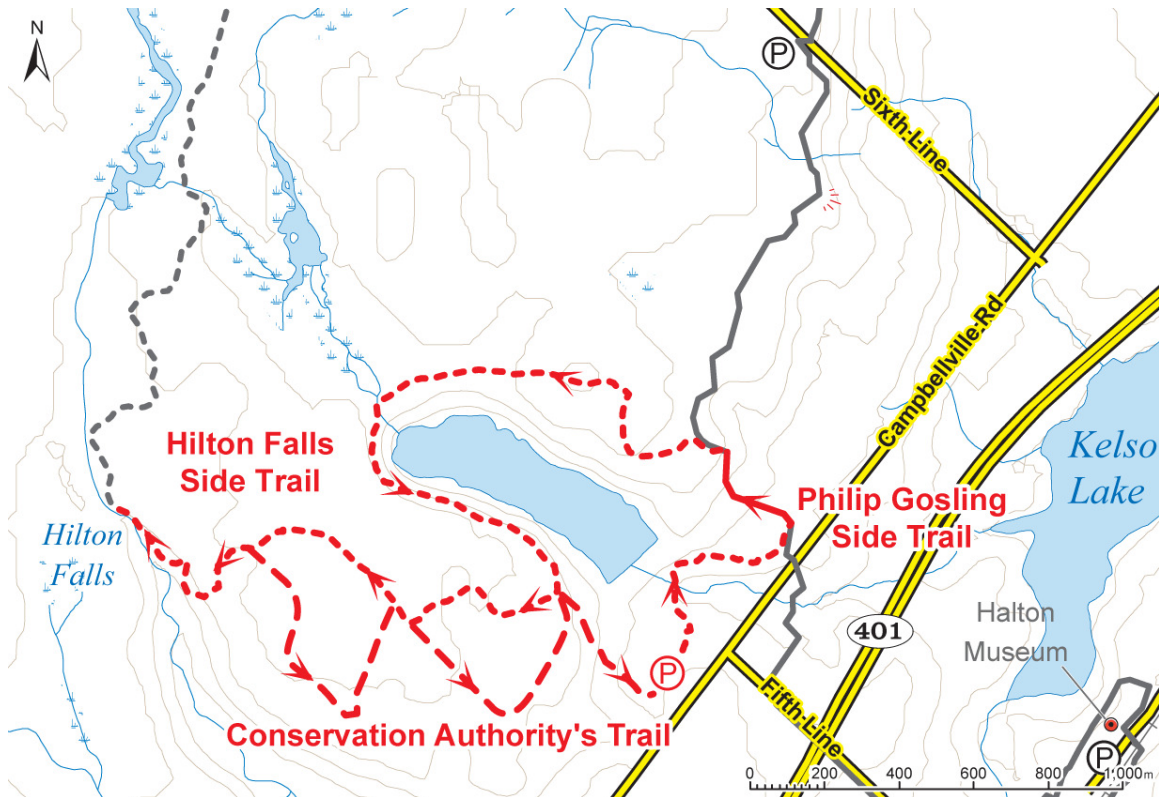 N
P
Sixth Line
Campbellville Rd
Kelso
Lake
Hilton Falls
Side Trail
Philip Gosling
Side Trail
Hilton
Falls
401
Halton
Museum
P
Fifth Line
Conservation Authority's Trail
P
0 200 400 600 800 1,000m